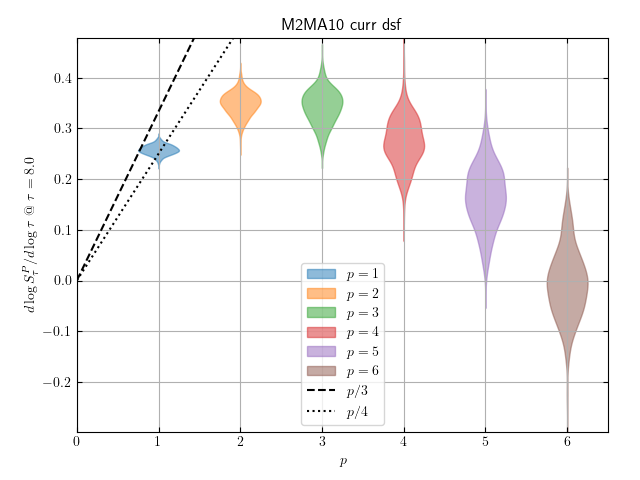 M2MA10 curr dsf
d log S_τ^P / d log τ @ τ = 8.0
0.4
0.3
0.2
0.1
0.0
−0.1
−0.2
p = 1
p = 2
p = 3
p = 4
p = 5
p = 6
p/3
p/4
0 1 2 3 4 5 6
p